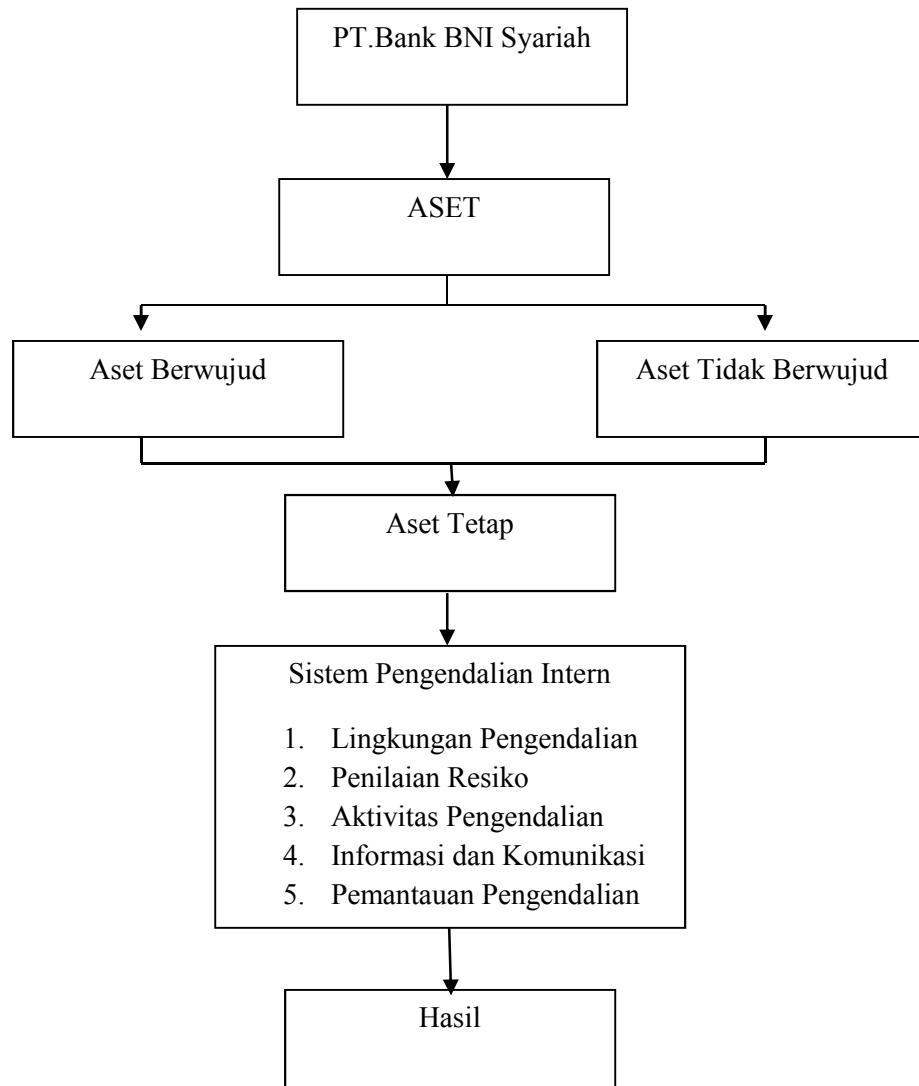 PT.Bank BNI Syariah
ASET
Aset Berwujud
Aset Tidak Berwujud
Aset Tetap
Sistem Pengendalian Intern
1. Lingkungan Pengendalian
2. Penilaian Resiko
3. Aktivitas Pengendalian
4. Informasi dan Komunikasi
5. Pemantauan Pengendalian
Hasil